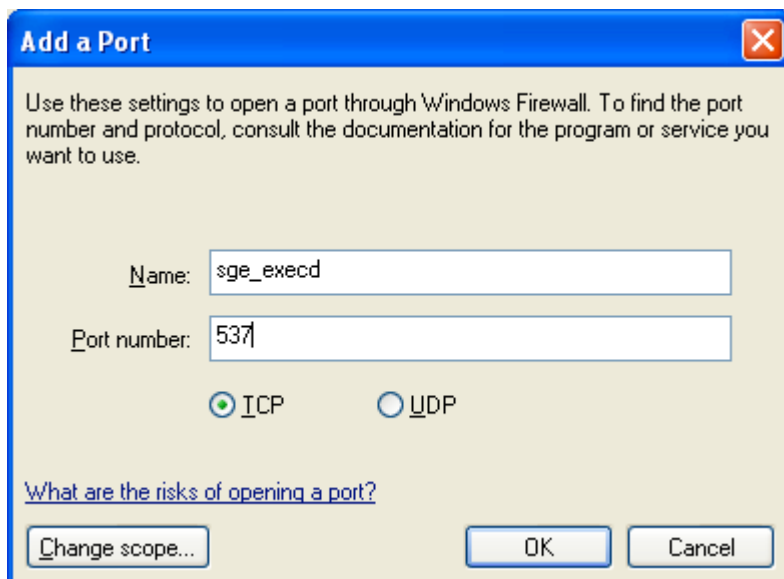 Add a Port
Use these settings to open a port through Windows Firewall. To find the port
number and protocol, consult the documentation for the program or service you
want to use.
Name: sge_execd
Port number: 537
TCP UDP
What are the risks of opening a port?
Change scope... OK Cancel